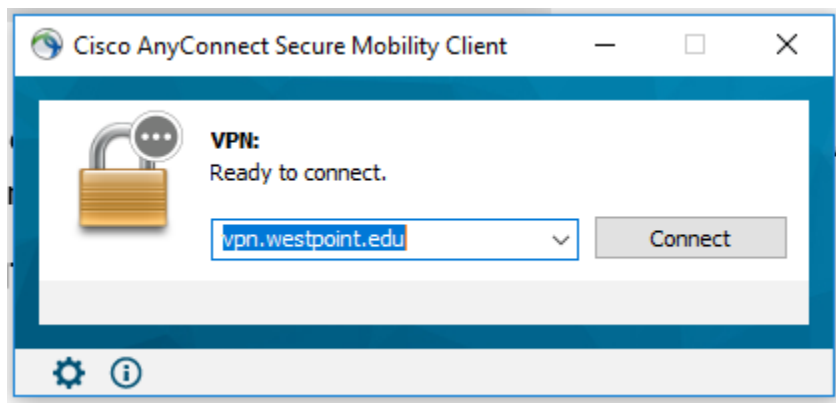 Cisco AnyConnect Secure Mobility Client
VPN:
Ready to connect.
vpn.westpoint.edu
Connect